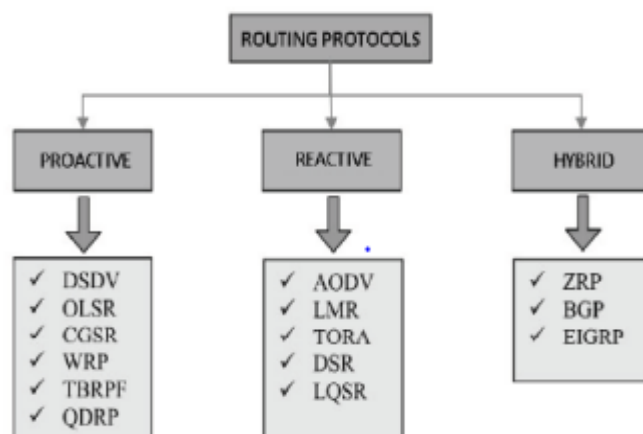 ROUTING PROTOCOLS
PROACTIVE
REACTIVE
HYBRID
✓ DSDV
✓ OLSR
✓ CGSR
✓ WRP
✓ TBRPF
✓ QDRP
✓ AODV
✓ LMR
✓ TORA
✓ DSR
✓ LQSR
✓ ZRP
✓ BGP
✓ EIGRP